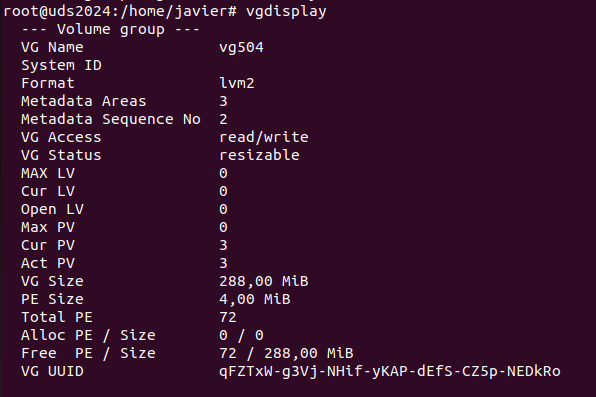 root@uds2024:/home/javier# vgdisplay
--- Volume group ---
VG Name vg504
System ID
Format lvm2
Metadata Areas 3
Metadata Sequence No 2
VG Access read/write
VG Status resizable
MAX LV 0
Cur LV 0
Open LV 0
Max PV 0
Cur PV 3
Act PV 3
VG Size 288,00 MiB
PE Size 4,00 MiB
Total PE 72
Alloc PE / Size 0 / 0
Free PE / Size 72 / 288,00 MiB
VG UUID qFZTxW-g3Vj-NHif-yKAP-dEfS-CZ5p-NEDkRo